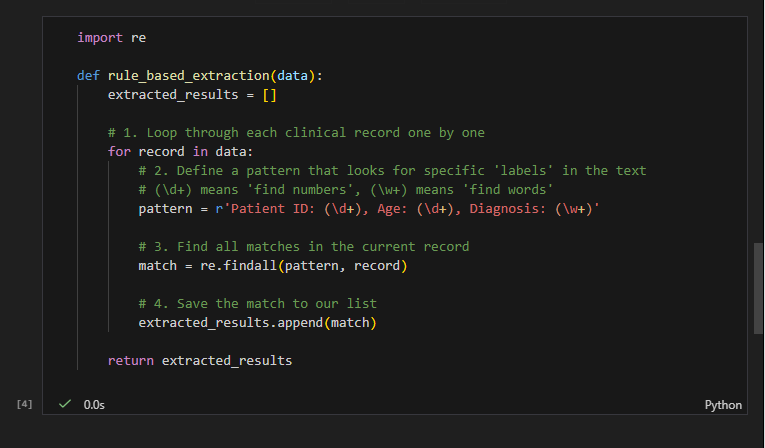 import re
def rule_based_extraction(data):
extracted_results = []
# 1. Loop through each clinical record one by one
for record in data:
# 2. Define a pattern that looks for specific 'labels' in the text
# (\d+) means 'find numbers', (\w+) means 'find words'
pattern = r'Patient ID: (\d+), Age: (\d+), Diagnosis: (\w+)'
# 3. Find all matches in the current record
match = re.findall(pattern, record)
# 4. Save the match to our list
extracted_results.append(match)
return extracted_results
[4] 0.0s Python